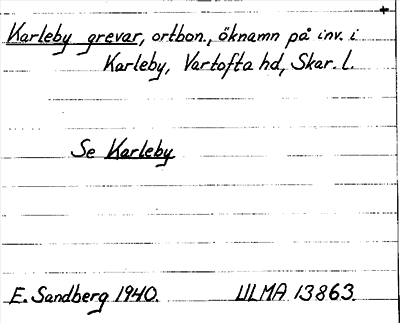 Karleby grevar, ortbon., öknamn på inv. i
Karleby, Vartofta hd, Skar. l.
Se Karleby
E. Sandberg 1940. ULMA 13863.